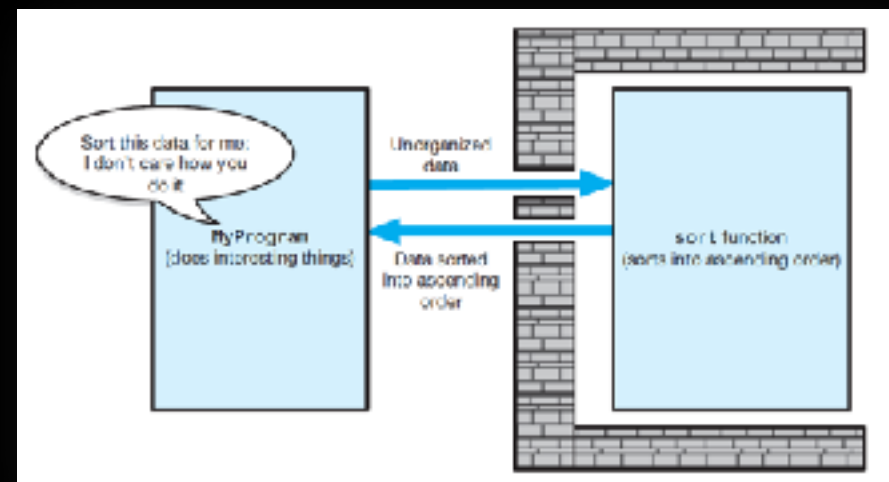 Sort this data for me;
I don't care how you
do it
MyProgram
(does interesting things)
Unorganized
data
Data sorted
into ascending
order
sort function
(sorts into ascending order)